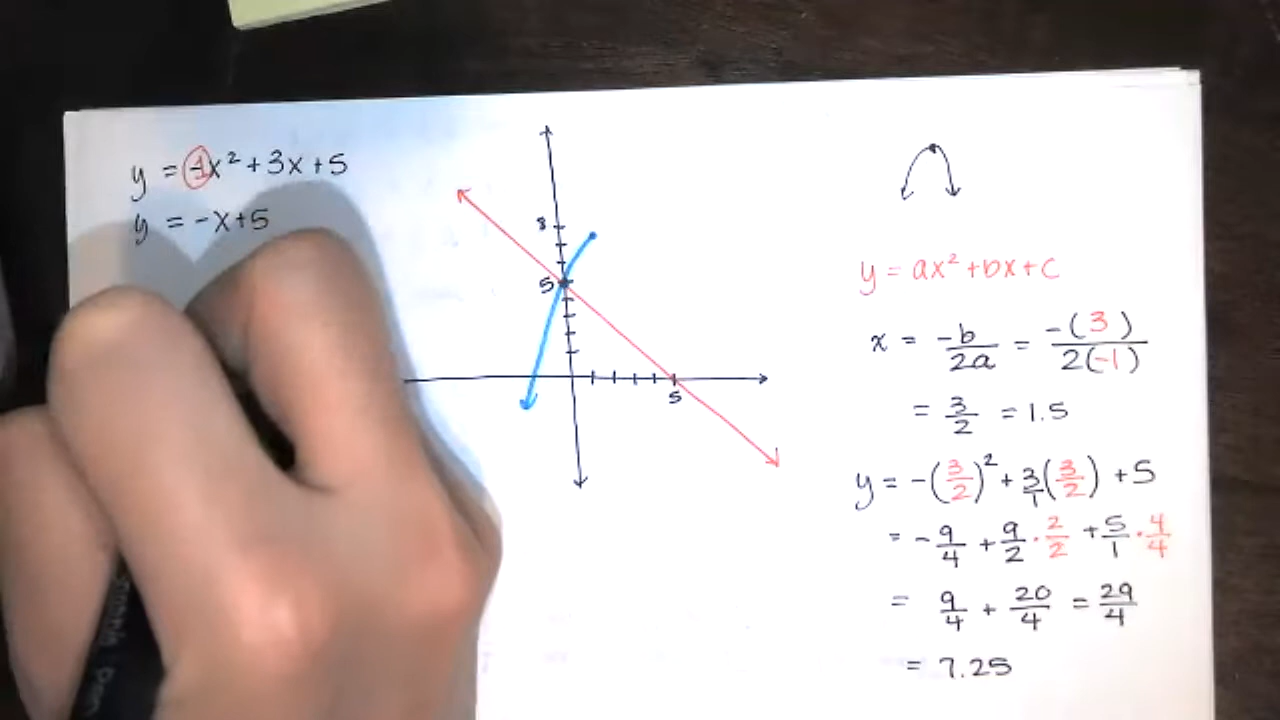 y = -1x² + 3x + 5
y = -x+5
8
5
5
y = ax² + bx + c
x = -b/2a = -(3)/2(-1)
= 3/2 = 1.5
y = -(3/2)² + 3/1(3/2) + 5
= -9/4 + 9/2 · 2/2 + 5/1 · 4/4
= 9/4 + 20/4 = 29/4
= 7.25